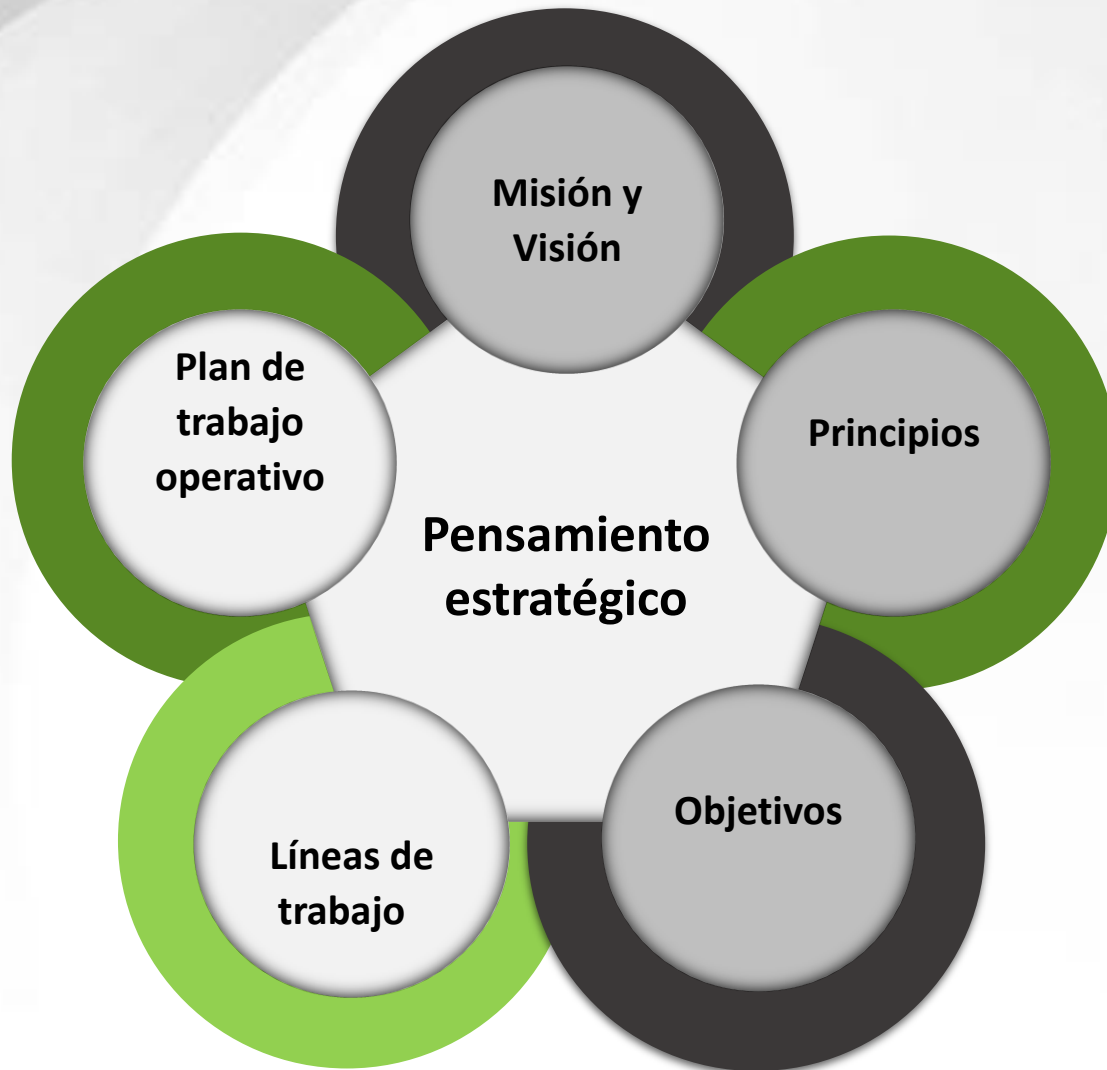 Misión y
Visión
Principios
Objetivos
Líneas de
trabajo
Plan de
trabajo
operativo
Pensamiento
estratégico